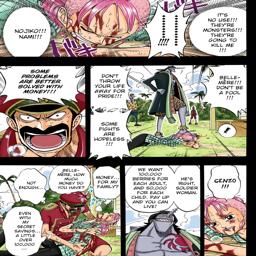 NOJIKO!!!
NAMI!!!
IT'S NO
USE!!!
THEY'RE
MONSTERS!!!
THEY'RE
GOING TO
KILL ME
!!!
SOME
PROBLEMS
ARE BETTER
SOLVED WITH
MONEY!!!!
DON'T
THROW
YOUR LIFE
AWAY FOR
PRIDE!!!
SOME
FIGHTS
ARE
HOPELESS
!!!
BELLE-
MÈRE!!!
DON'T BE
A FOOL
!!!
GENZO
!!!
BELLE-
MÈRE, HOW
MUCH MONEY
DO YOU
HAVE?
NOT
ENOUGH...
EVEN
WITH MY
SECRET
SAVINGS...
A LITTLE
OVER
100,000
...
MONEY...
FOR MY
FAMILY?
WE WANT
100,000
BERRIES FOR
EACH ADULT,
AND 50,000
FOR EACH
CHILD. PAY UP
AND YOU CAN
LIVE!
HE'S
RIGHT,
SOLDIER
WOMAN.